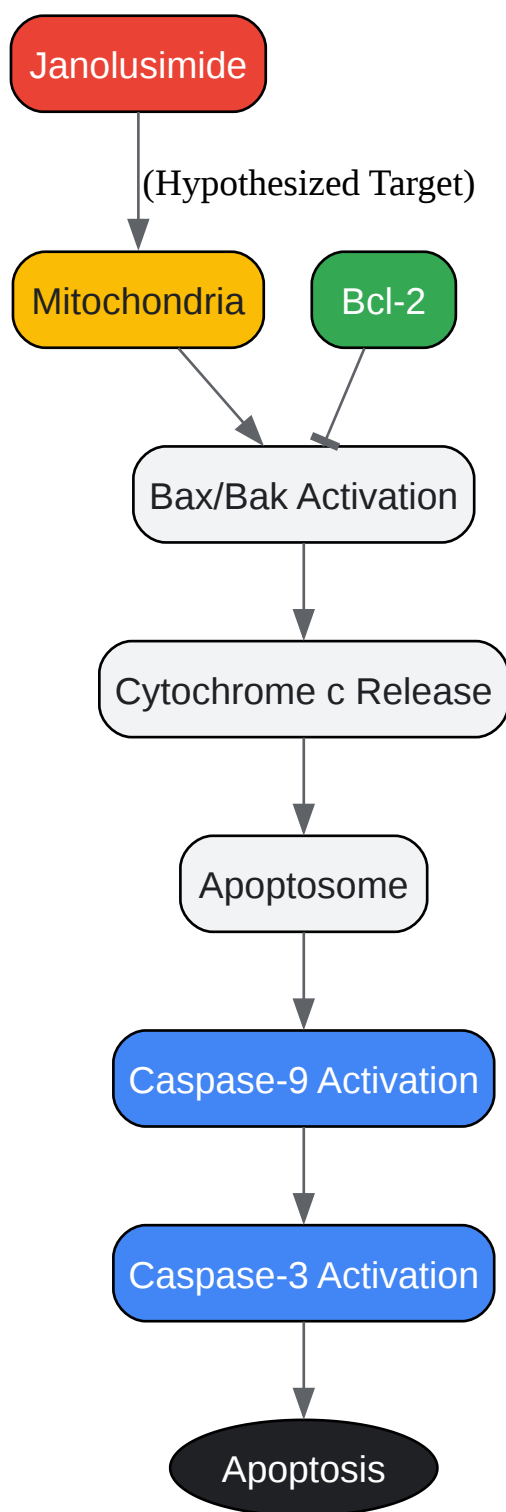 Janolusimide
(Hypothesized Target)
Mitochondria
Bcl-2
Bax/Bak Activation
Cytochrome c Release
Apoptosome
Caspase-9 Activation
Caspase-3 Activation
Apoptosis